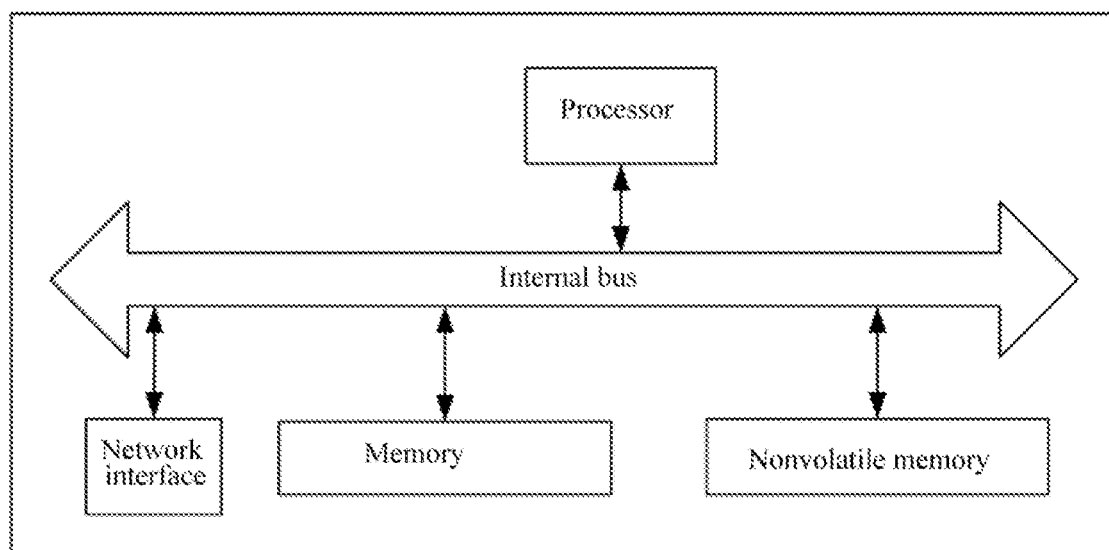 Processor
Internal bus
Network
interface
Memory
Nonvolatile memory